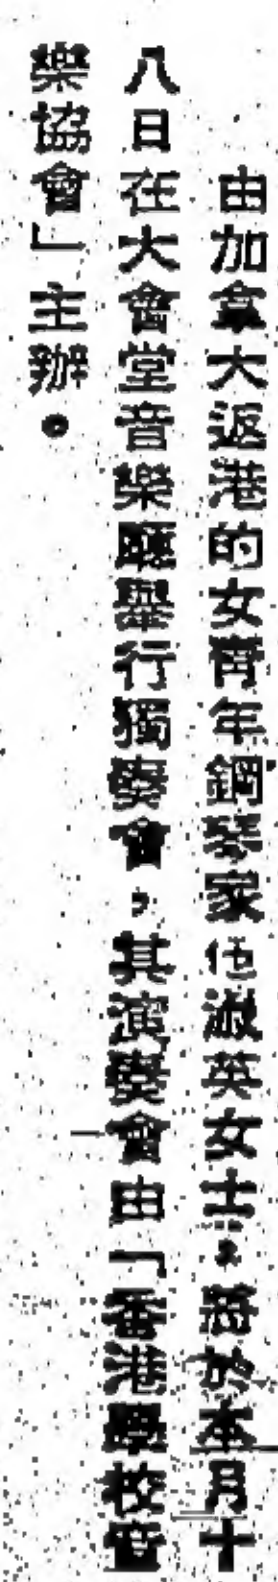 由加拿大返港的女青年鋼琴家伍淑英女士，將於本月十
八日在大會堂音樂廳舉行獨奏會，其演奏會由「香港學校音
樂協會」主辦。